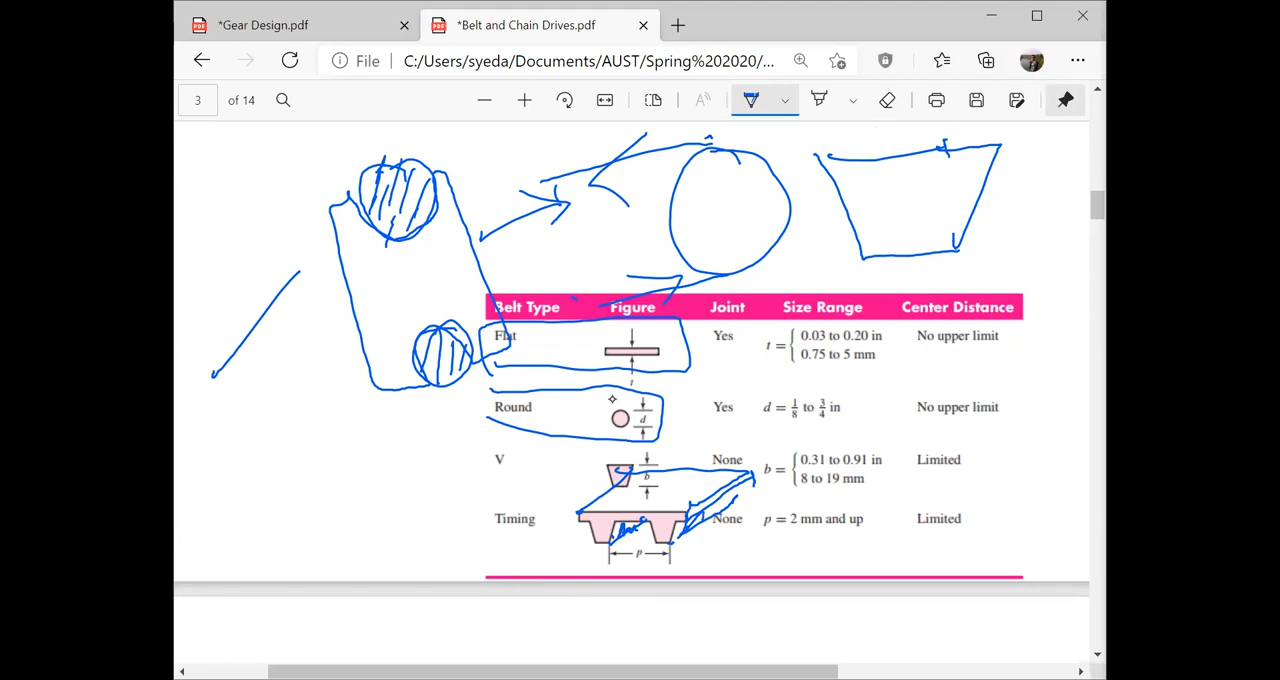 *Gear Design.pdf
*Belt and Chain Drives.pdf
File | C:/Users/syeda/Documents/AUST/Spring%202020/...
3 of 14
Belt Type Figure Joint Size Range Center Distance
Flat t Yes t = { 0.03 to 0.20 in No upper limit
0.75 to 5 mm
Round d Yes d = 1/8 to 3/4 in No upper limit
V b None b = { 0.31 to 0.91 in Limited
8 to 19 mm
Timing p None p = 2 mm and up Limited